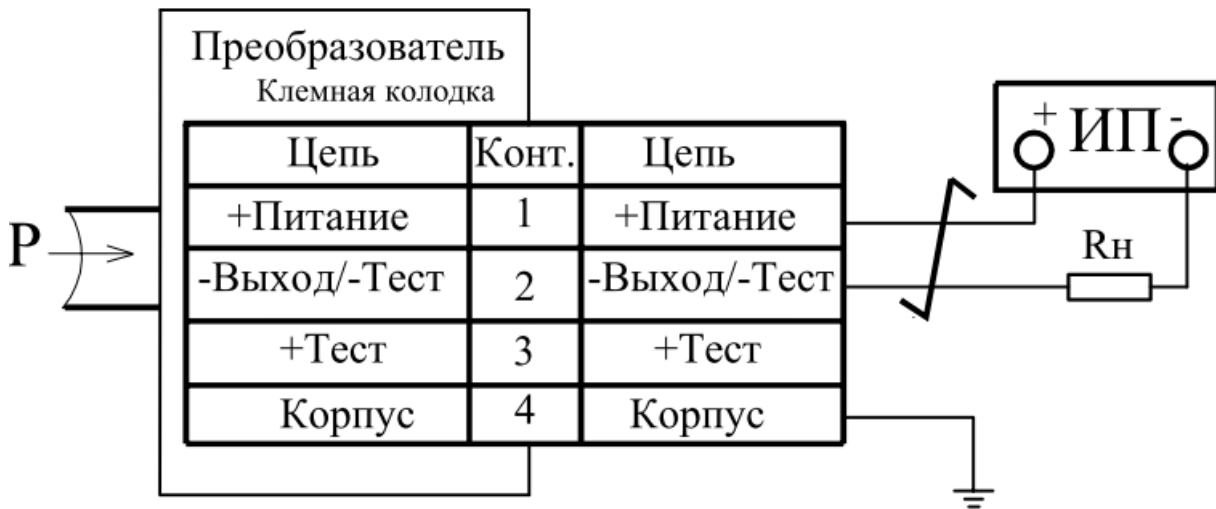 Преобразователь
Клемная колодка
+ ИП -
Цепь Конт. Цепь
+Питание 1 +Питание
-Выход/-Тест 2 -Выход/-Тест
+Тест 3 +Тест
Корпус 4 Корпус
P
Rн